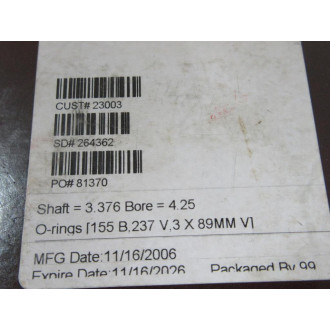 CUST# 23003
SD# 264362
PO# 81370
Shaft = 3.376 Bore = 4.25
O-rings [155 B,237 V,3 X 89MM V]
MFG Date:11/16/2006
Expire Date:11/16/2026 Packaged By 99